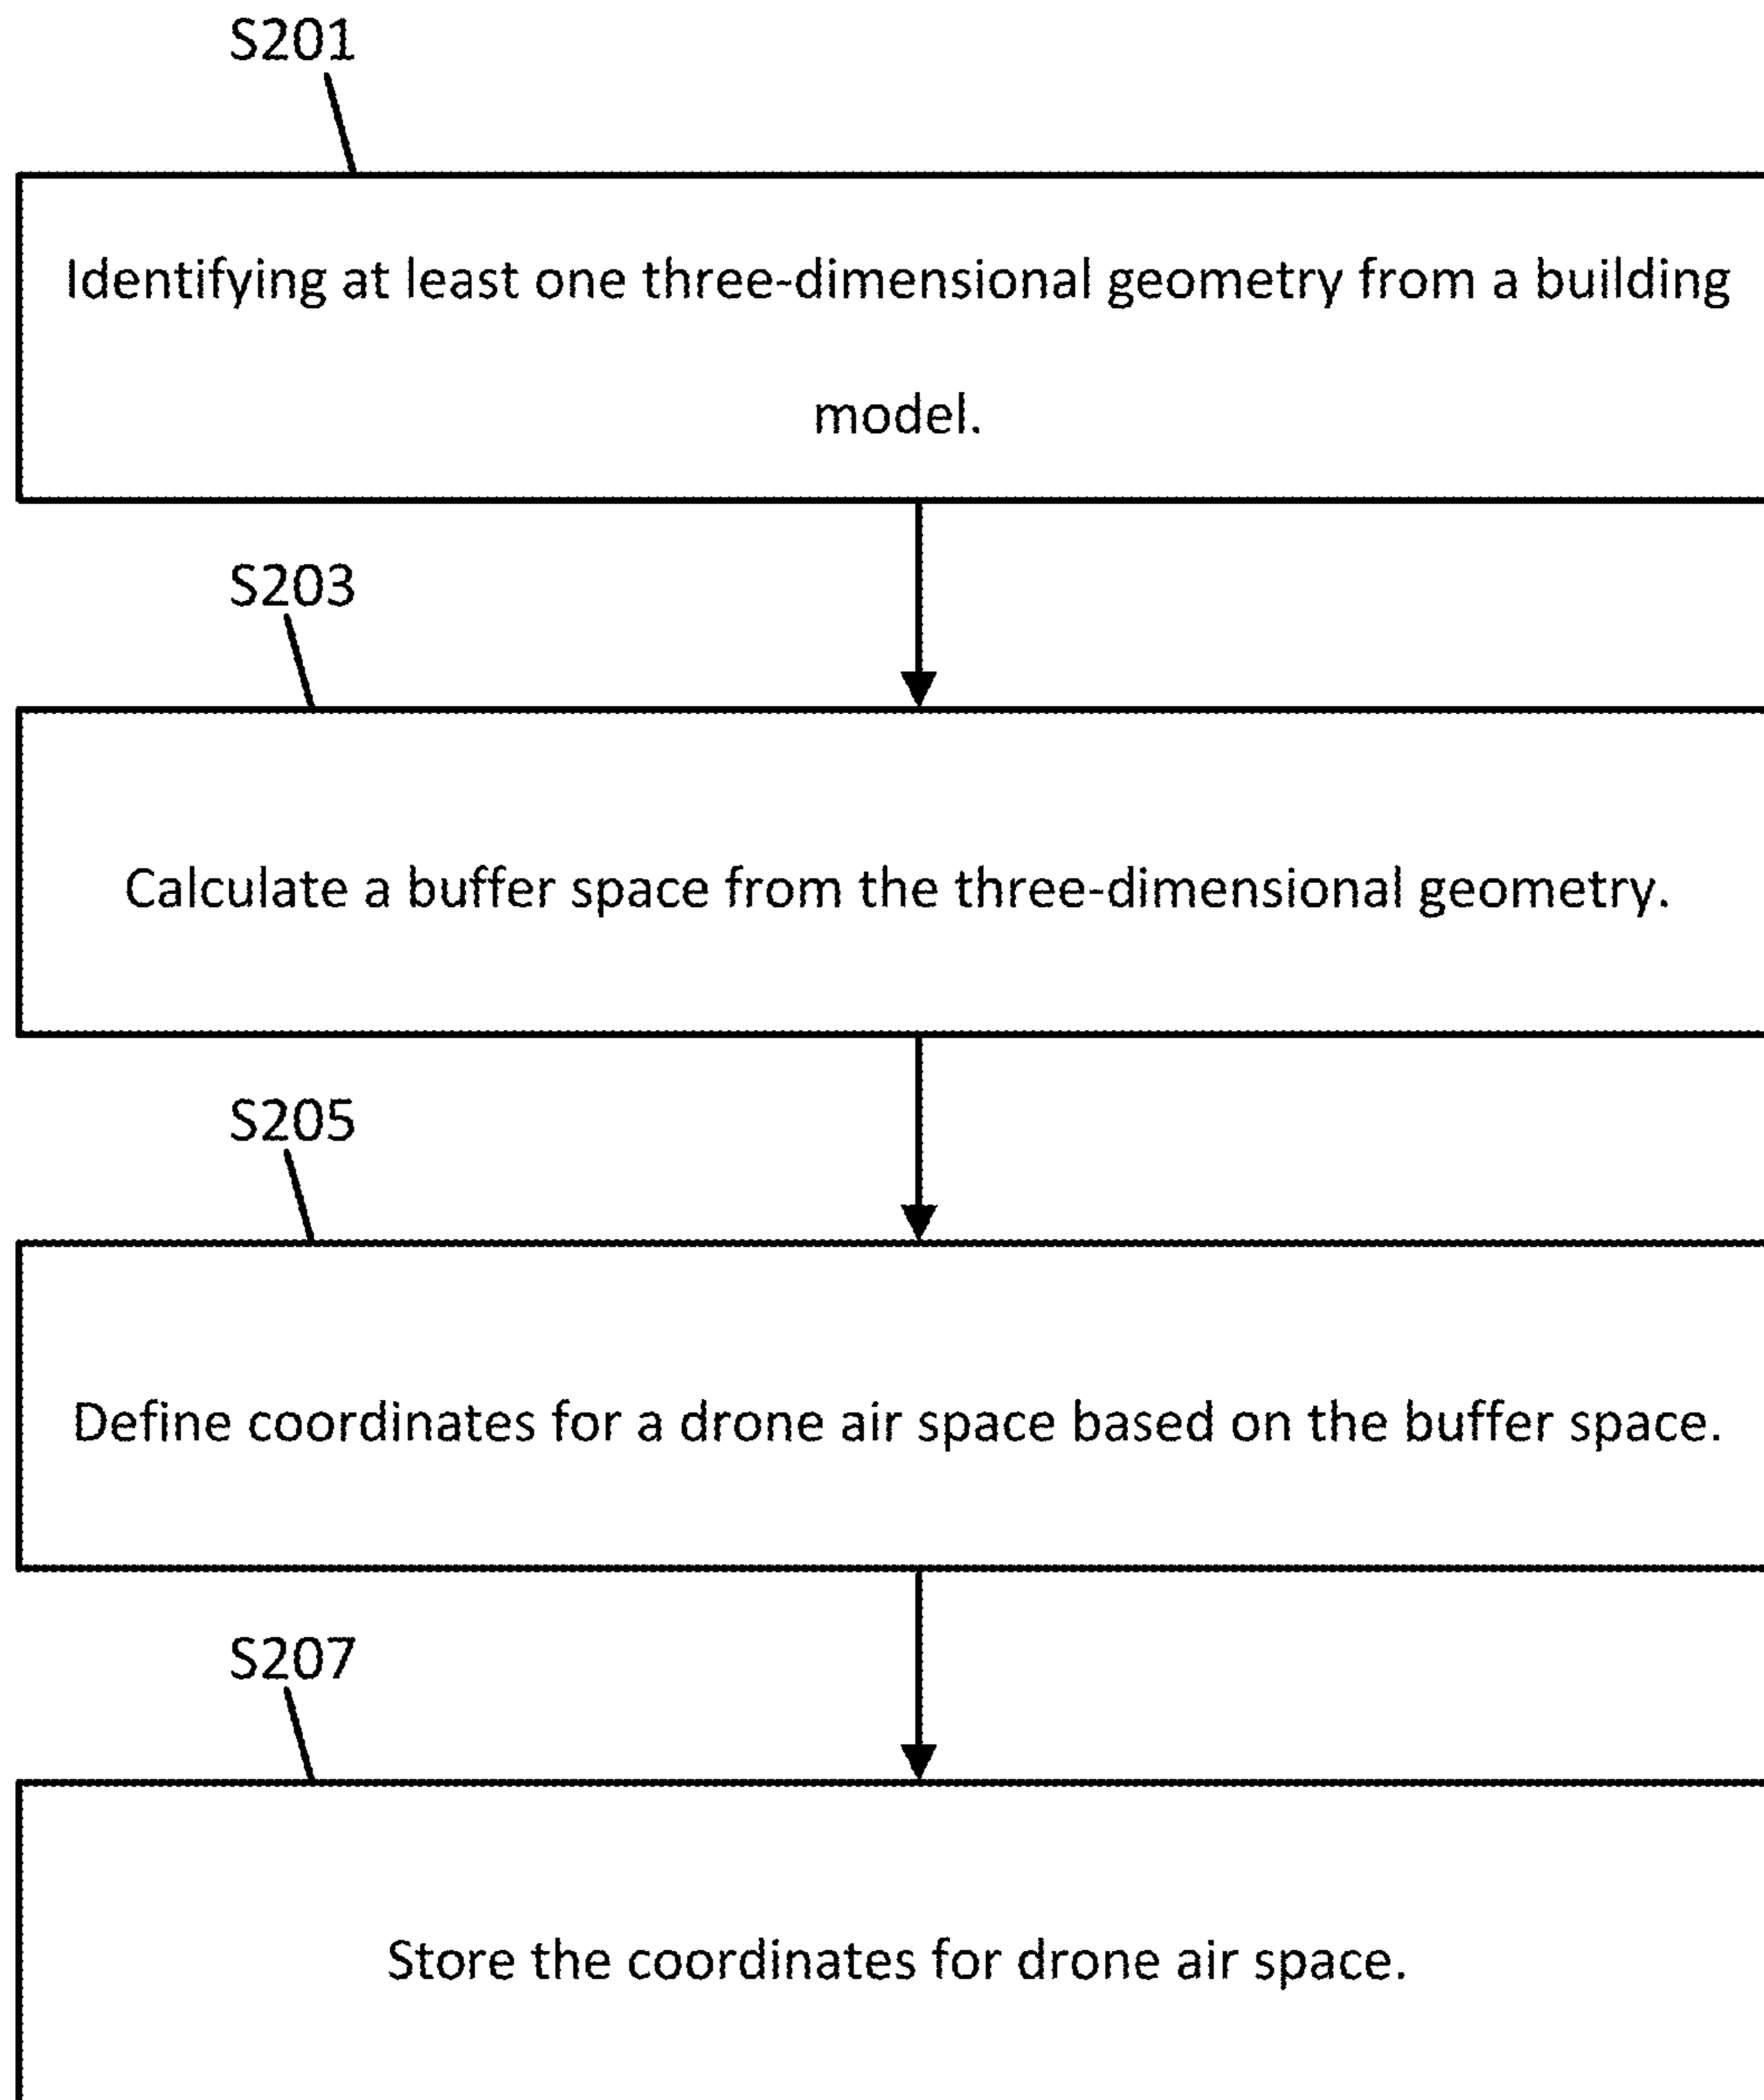 S201
Identifying at least one three-dimensional geometry from a building
model.
S203
Calculate a buffer space from the three-dimensional geometry.
S205
Define coordinates for a drone air space based on the buffer space.
S207
Store the coordinates for drone air space.